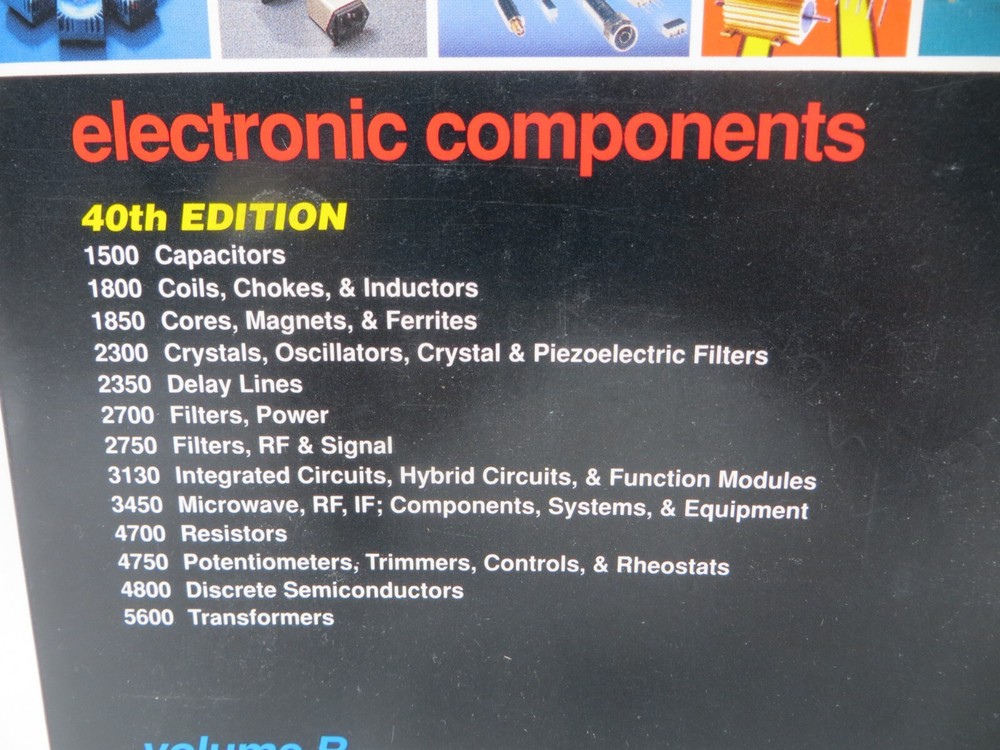 electronic components
40th EDITION
1500 Capacitors
1800 Coils, Chokes, & Inductors
1850 Cores, Magnets, & Ferrites
2300 Crystals, Oscillators, Crystal & Piezoelectric Filters
2350 Delay Lines
2700 Filters, Power
2750 Filters, RF & Signal
3130 Integrated Circuits, Hybrid Circuits, & Function Modules
3450 Microwave, RF, IF; Components, Systems, & Equipment
4700 Resistors
4750 Potentiometers, Trimmers, Controls, & Rheostats
4800 Discrete Semiconductors
5600 Transformers
volume B